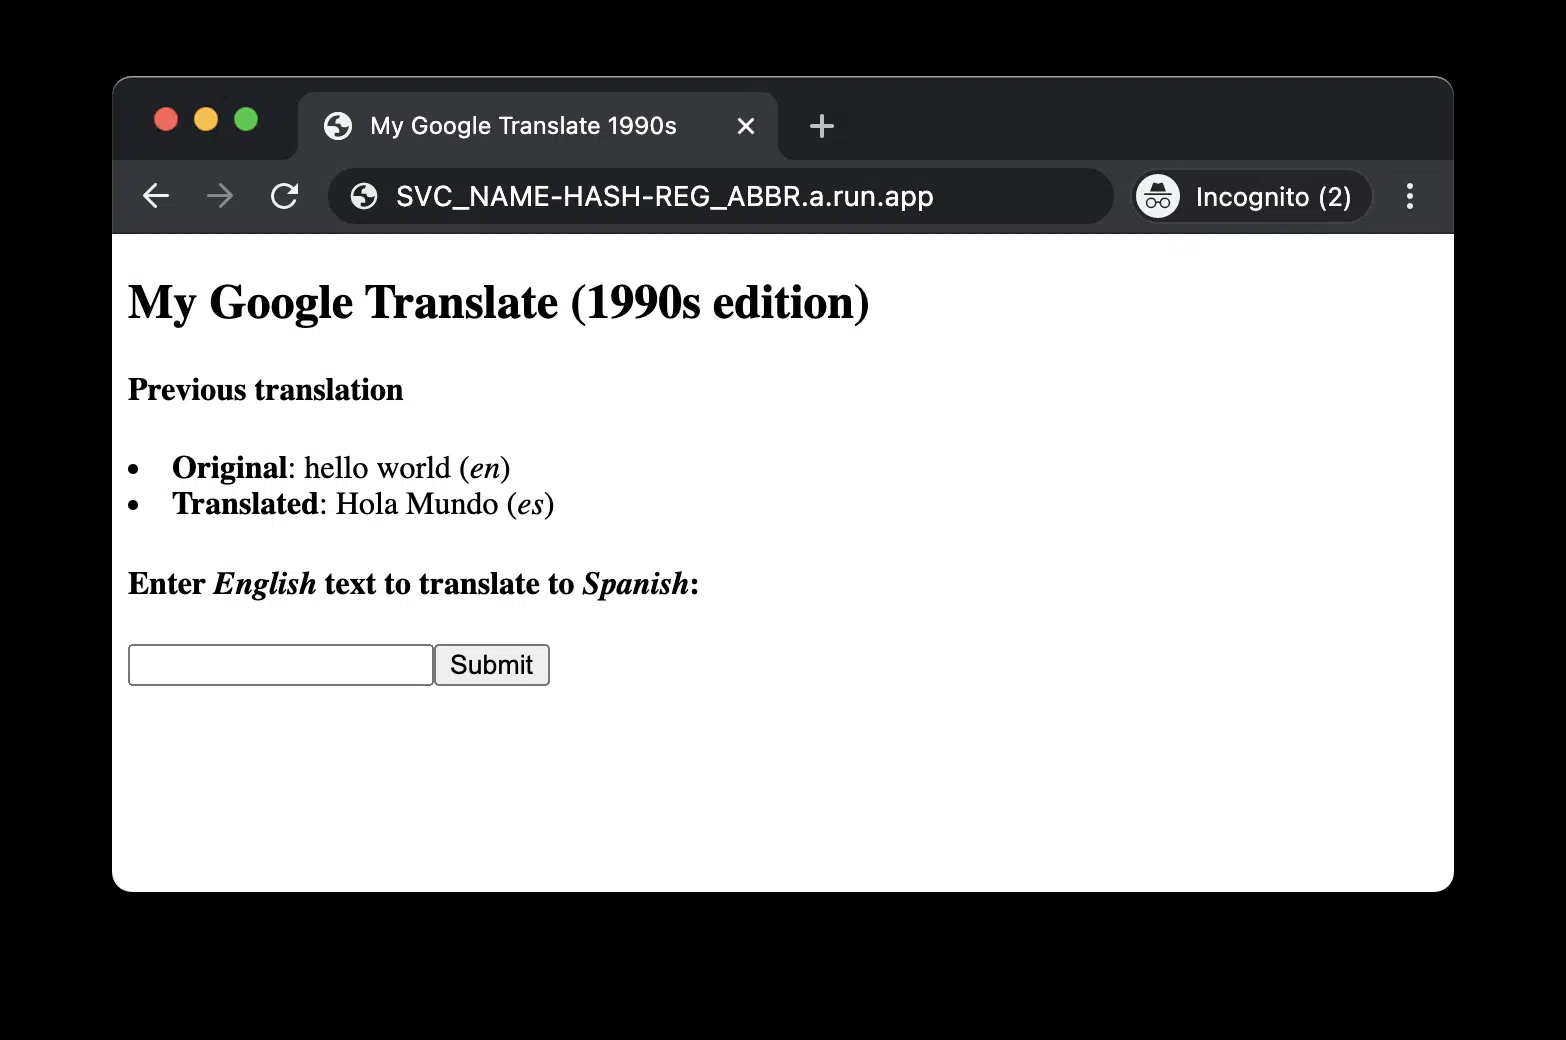 My Google Translate 1990s
SVC_NAME-HASH-REG_ABBR.a.run.app
Incognito (2)
My Google Translate (1990s edition)
Previous translation
Original: hello world (en)
Translated: Hola Mundo (es)
Enter English text to translate to Spanish:
Submit